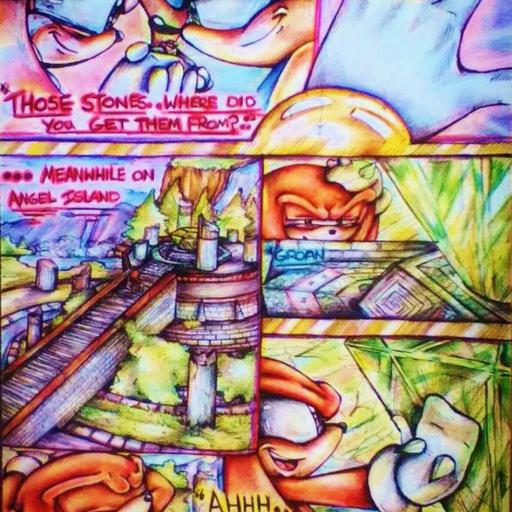 "THOSE STONES..WHERE DID
YOU GET THEM FROM?.."
... MEANWHILE ON
ANGEL ISLAND
"GROAN
"AHHH..